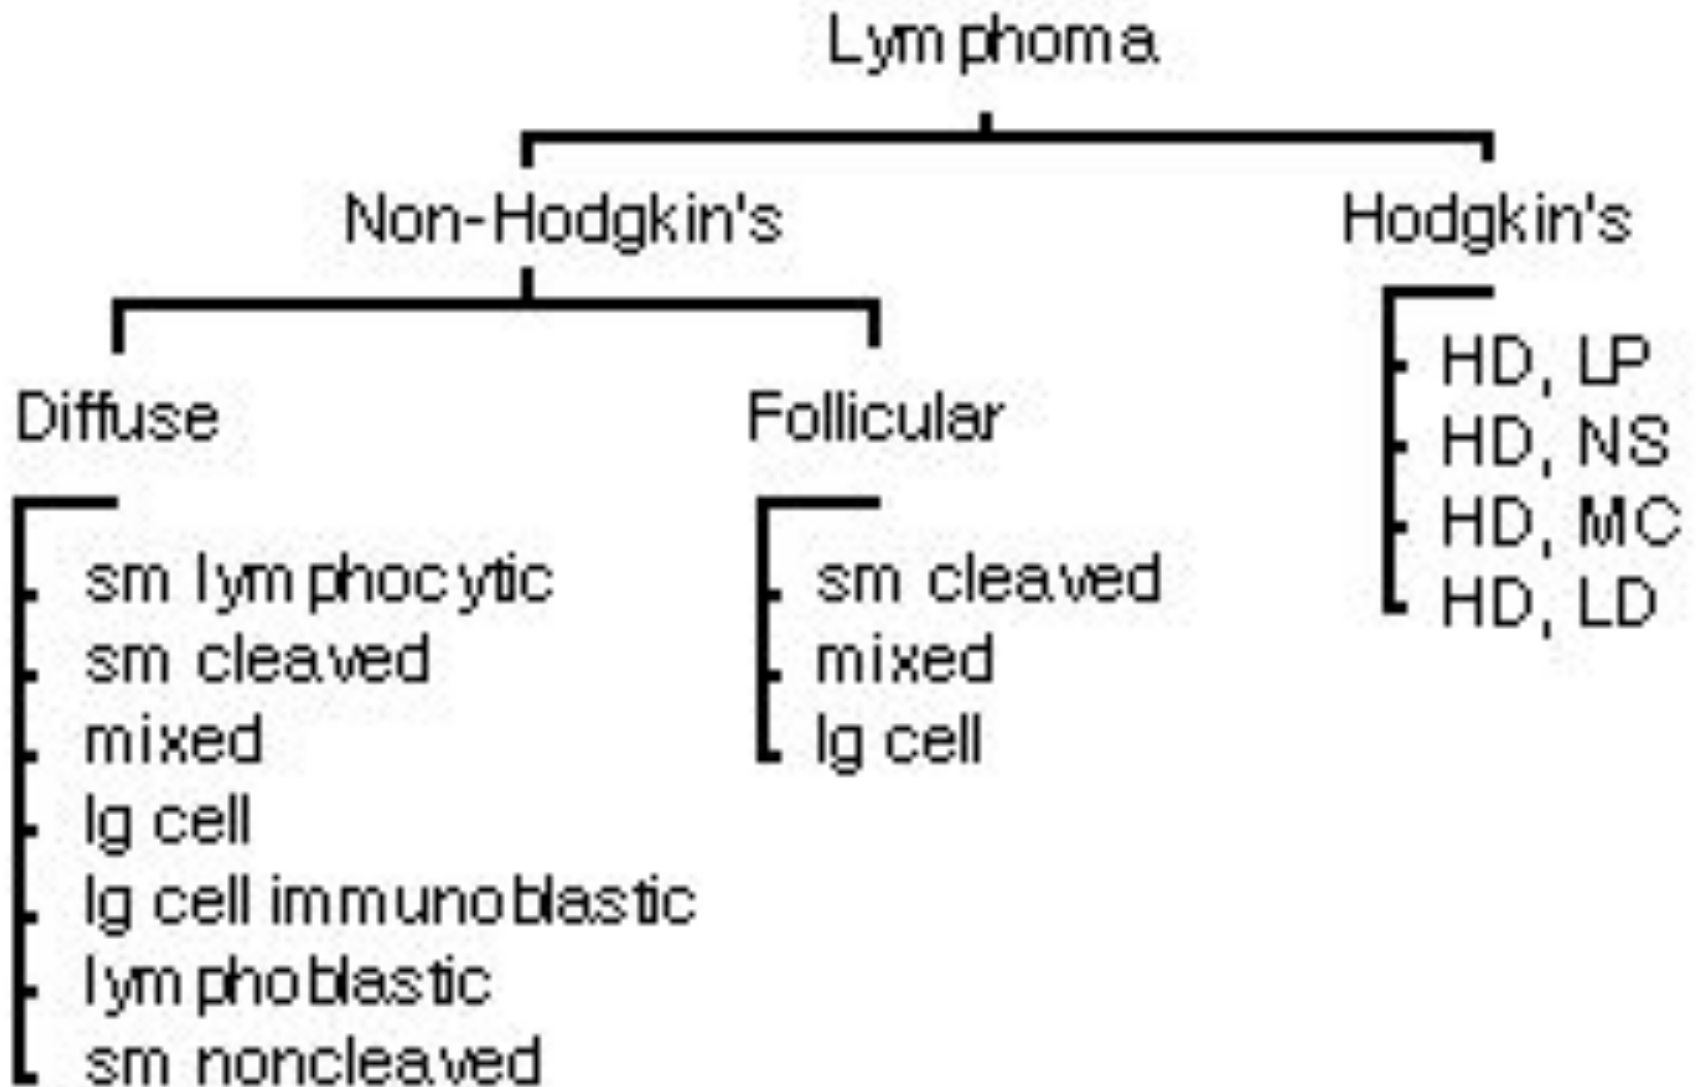 Lymphoma
Non-Hodgkin's
Hodgkin's
Diffuse
sm lymphocytic
sm cleaved
mixed
lg cell
lg cell immunoblastic
lymphoblastic
sm noncleaved
Follicular
sm cleaved
mixed
lg cell
HD, LP
HD, NS
HD, MC
HD, LD